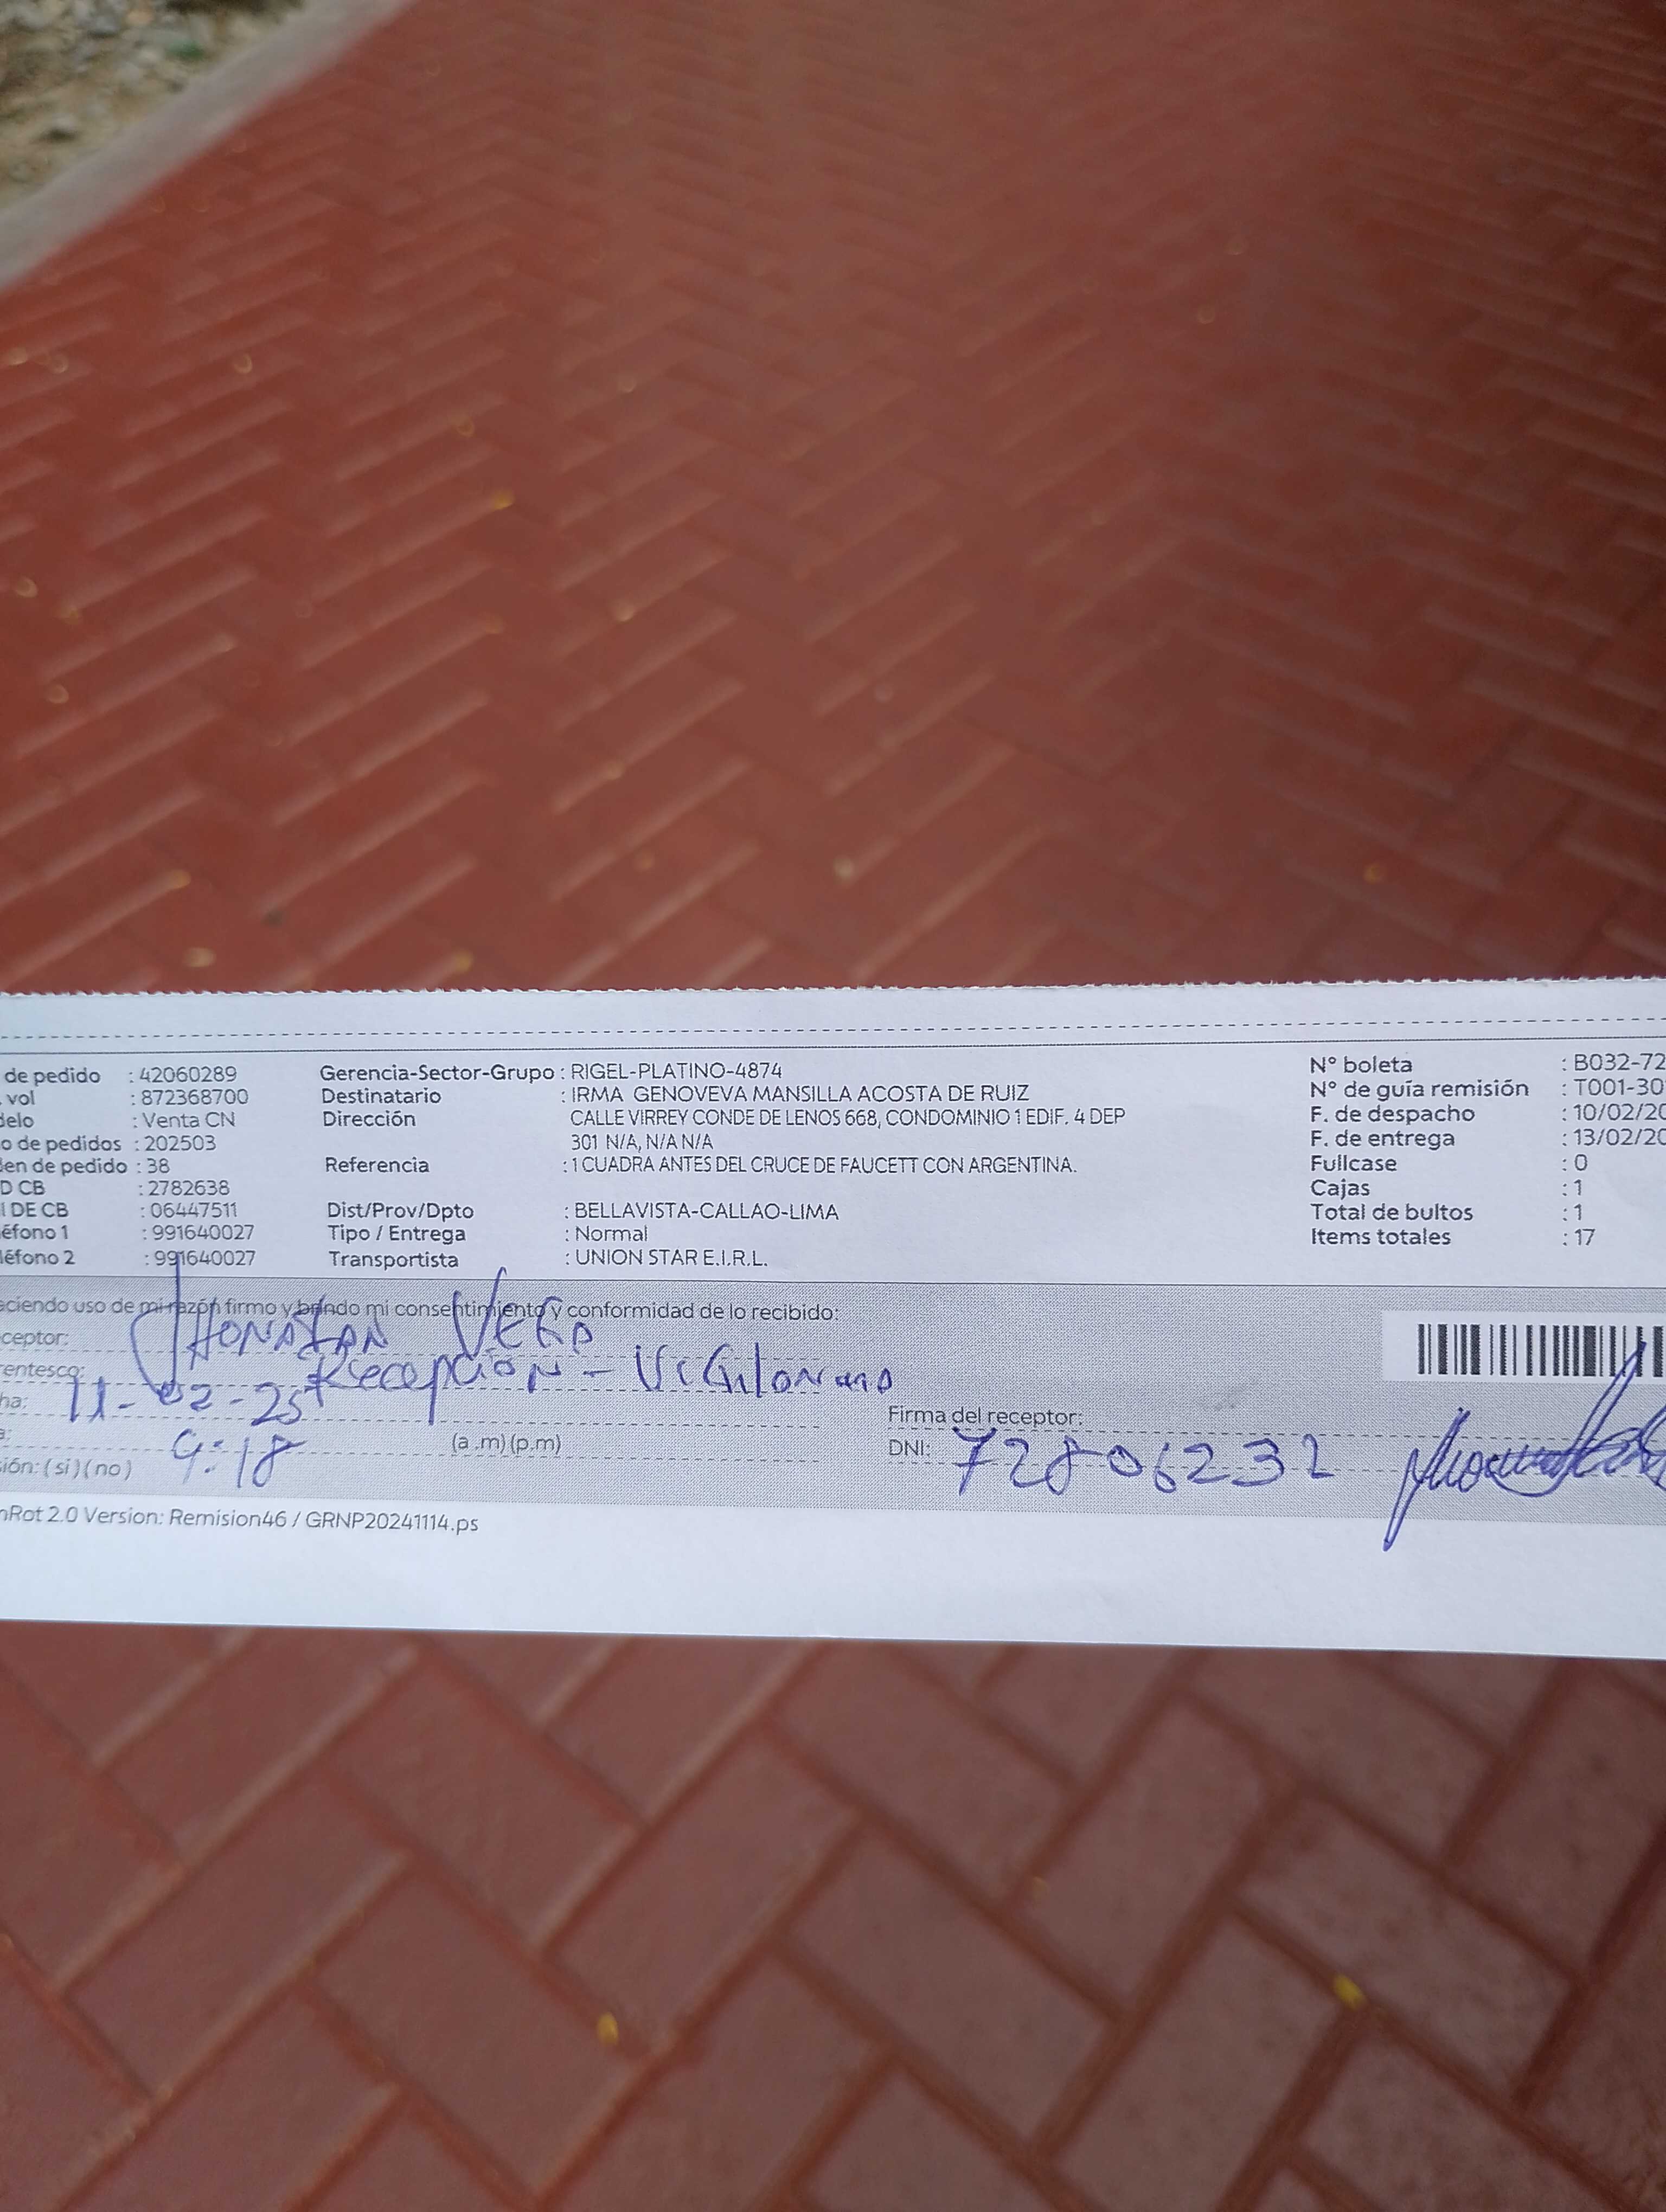 de pedido : 42060289 Gerencia-Sector-Grupo : RIGEL-PLATINO-4874 N° boleta : B032-72
vol : 872368700 Destinatario : IRMA GENOVEVA MANSILLA ACOSTA DE RUIZ N° de guía remisión : T001-30
delo : Venta CN Dirección CALLE VIRREY CONDE DE LENOS 668, CONDOMINIO 1 EDIF. 4 DEP F. de despacho : 10/02/20
o de pedidos : 202503 301 N/A, N/A N/A F. de entrega : 13/02/20
en de pedido : 38 Referencia : 1 CUADRA ANTES DEL CRUCE DE FAUCETT CON ARGENTINA. Fullcase : 0
D CB : 2782638 Cajas : 1
I DE CB : 06447511 Dist/Prov/Dpto : BELLAVISTA-CALLAO-LIMA Total de bultos : 1
éfono 1 : 991640027 Tipo / Entrega : Normal Items totales : 17
léfono 2 : 991640027 Transportista : UNION STAR E.I.R.L.
aciendo uso de mi razón firmo y brindo mi consentimiento y conformidad de lo recibido:
ceptor: JHONATAN VEGA
entesco: Recepción -
ha: 11-02-25 Firma del receptor:
a: 9:18 (a.m)(p.m) DNI: 72806232
sión: (si)(no)
nRot 2.0 Version: Remision46 / GRNP20241114.ps